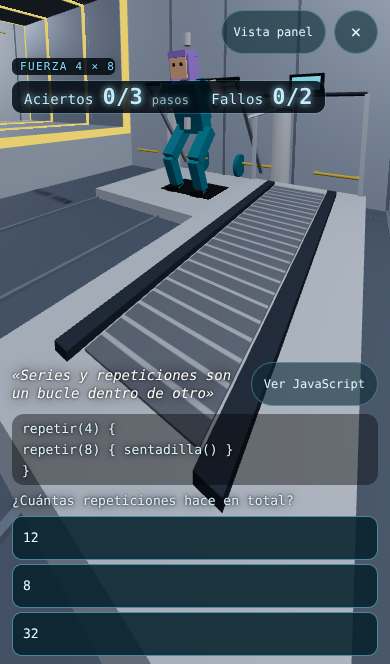 Vista panel
×
FUERZA 4 × 8
Aciertos 0/3 pasos Fallos 0/2
«Series y repeticiones son
un bucle dentro de otro»
Ver JavaScript
repetir(4) {
repetir(8) { sentadilla() }
}
¿Cuántas repeticiones hace en total?
12
8
32